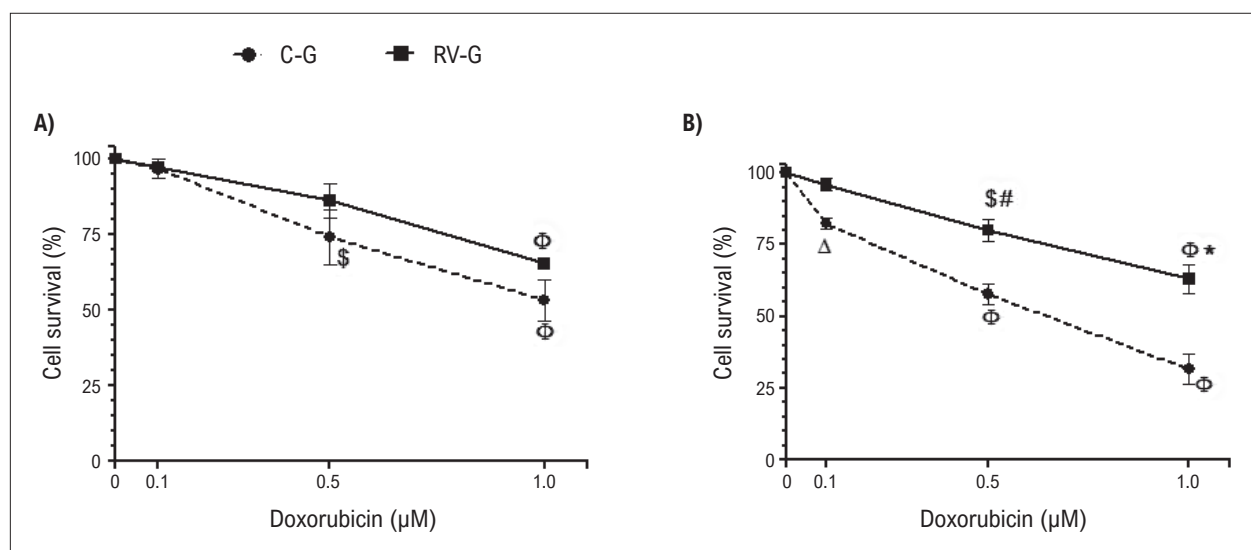 C-G RV-G
A)
Cell survival (%)
100
75
50
25
0
$
Φ
Φ
0 0.1 0.5 1.0
Doxorubicin (µM)
B)
Cell survival (%)
100
75
50
25
0
Δ
$#
Φ
Φ *
Φ
0 0.1 0.5 1.0
Doxorubicin (µM)